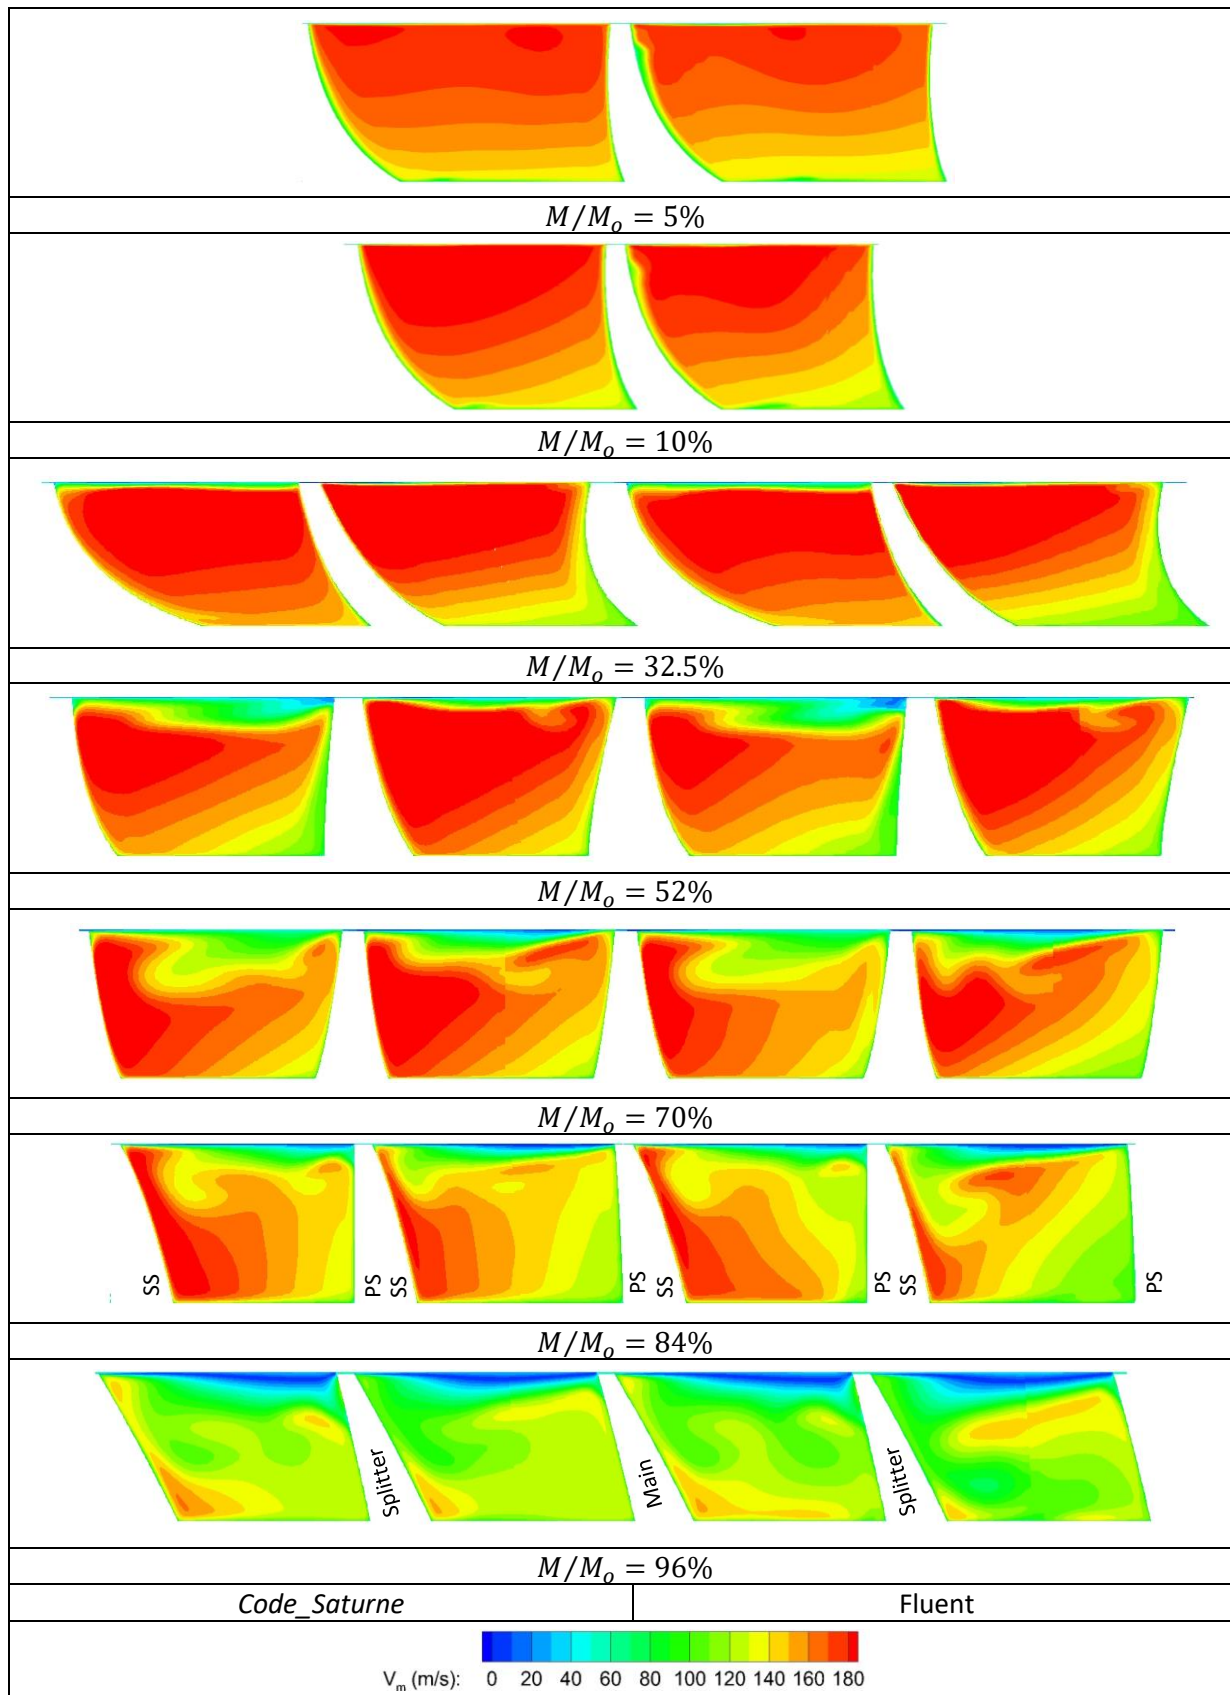 M/M_o = 5%
M/M_o = 10%
M/M_o = 32.5%
M/M_o = 52%
M/M_o = 70%
SS PS SS PS SS PS SS PS
M/M_o = 84%
Splitter Main Splitter
M/M_o = 96%
Code_Saturne Fluent
V_m (m/s): 0 20 40 60 80 100 120 140 160 180